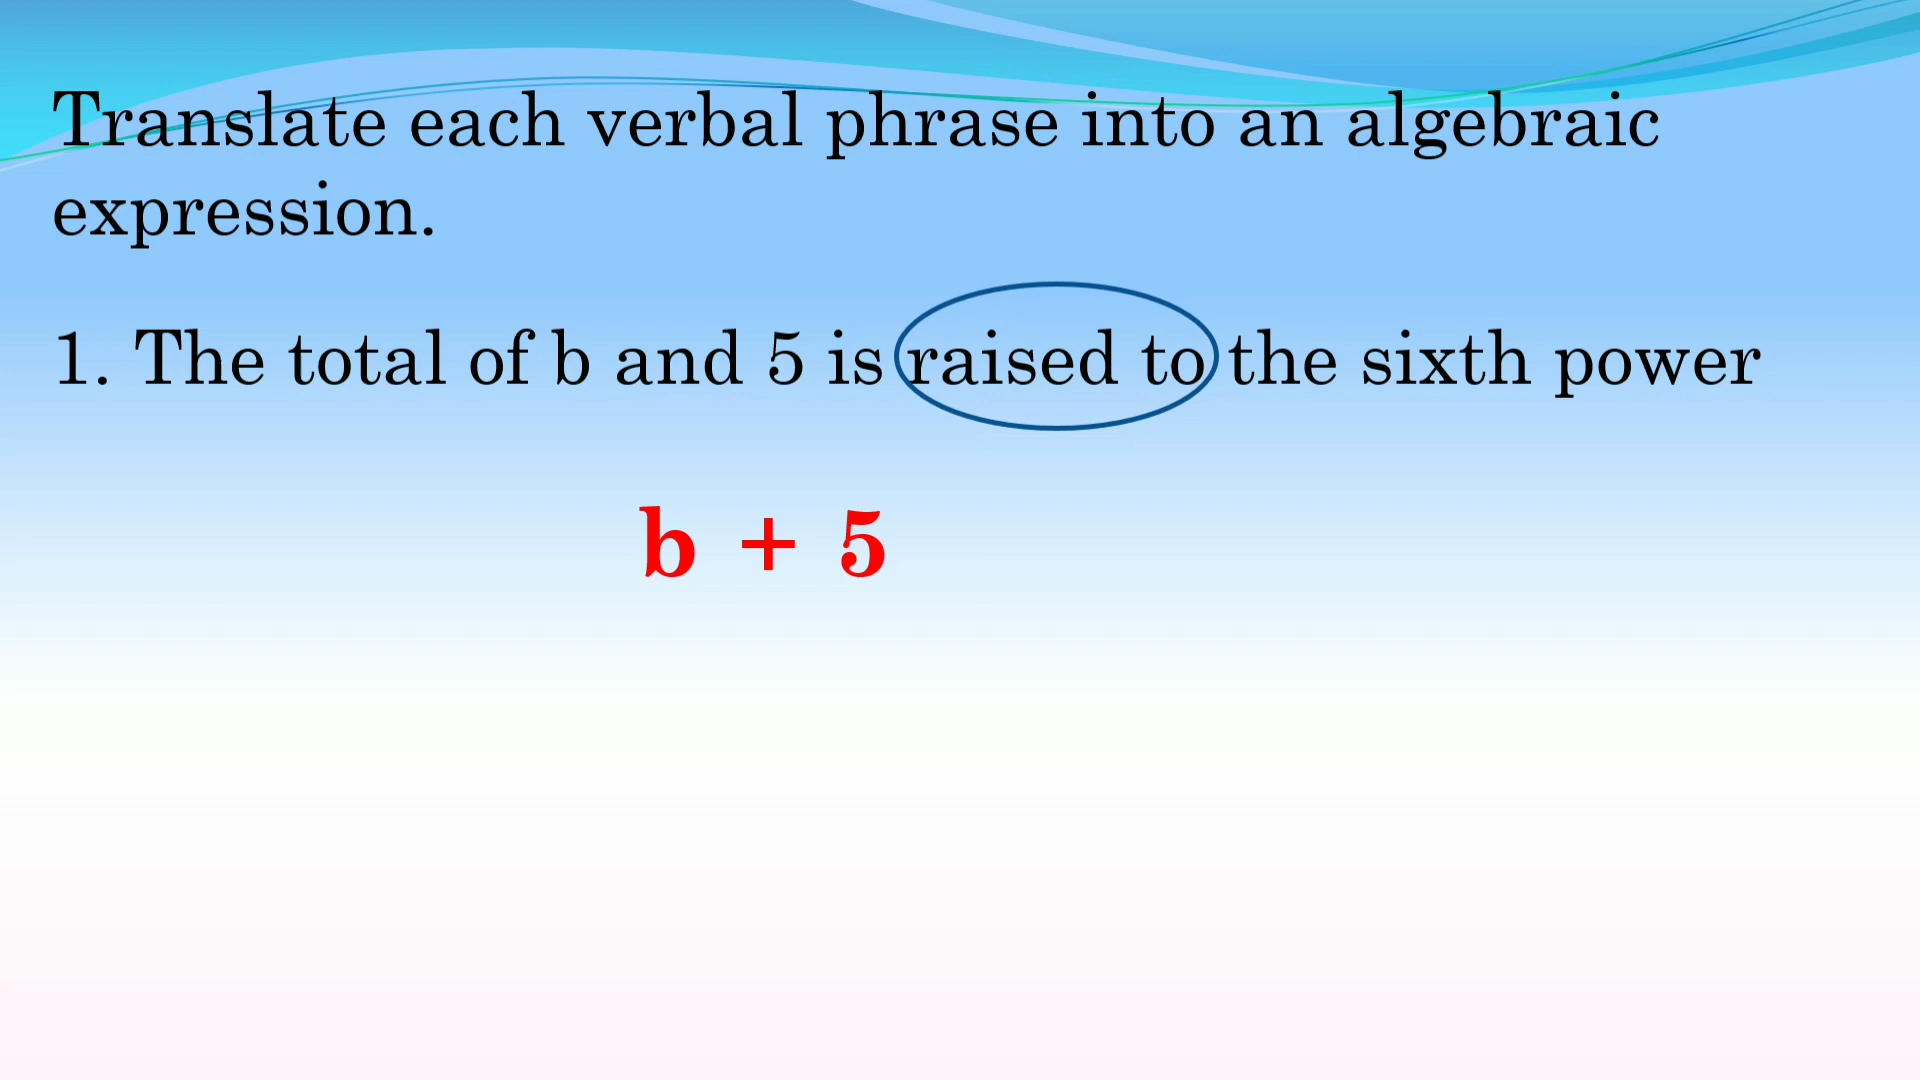 Translate each verbal phrase into an algebraic
expression.
1. The total of b and 5 is raised to the sixth power
b + 5